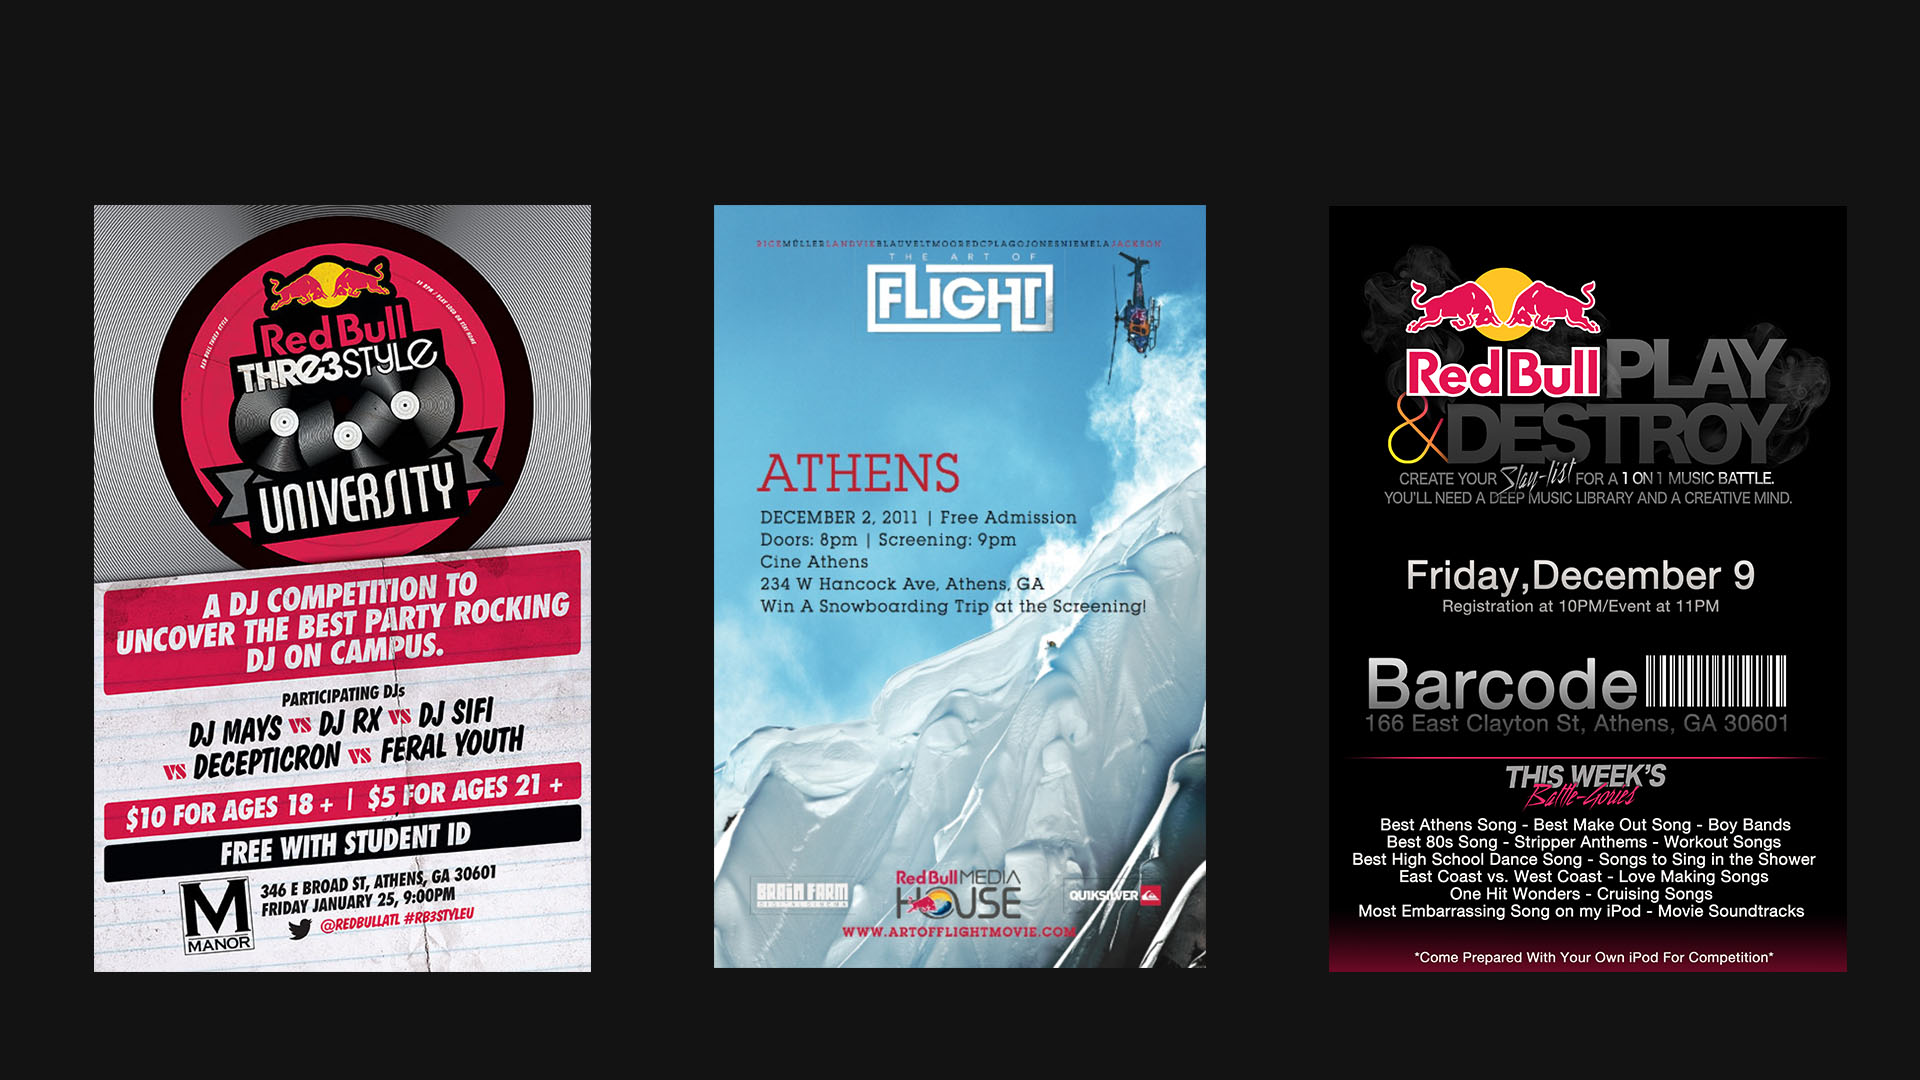 RED BULL THRE3 STYLE
Red Bull
THRe3STYLe
UNIVERSITY
A DJ COMPETITION TO
UNCOVER THE BEST PARTY ROCKING
DJ ON CAMPUS.
PARTICIPATING DJs
DJ MAYS VS DJ RX VS DJ SIFI
VS DECEPTICRON VS FERAL YOUTH
$10 FOR AGES 18 + | $5 FOR AGES 21 +
FREE WITH STUDENT ID
M
MANOR
346 E BROAD ST, ATHENS, GA 30601
FRIDAY JANUARY 25, 9:00PM
@REDBULLATL #RB3STYLEU
RICEMÜLLERLANDVIKBLAUVELTMOOREDCPLAGOJONESNIEMELAJACKSON
THE ART OF
FLIGHT
ATHENS
DECEMBER 2, 2011 | Free Admission
Doors: 8pm | Screening: 9pm
Cine Athens
234 W Hancock Ave, Athens, GA
Win A Snowboarding Trip at the Screening!
BRAIN FARM
DIGITAL CINEMA
Red Bull MEDIA
HOUSE
QUIKSILVER
WWW.ARTOFFLIGHTMOVIE.COM
Red Bull PLAY
& DESTROY
CREATE YOUR Slay-list FOR A 1 ON 1 MUSIC BATTLE.
YOU'LL NEED A DEEP MUSIC LIBRARY AND A CREATIVE MIND.
Friday,December 9
Registration at 10PM/Event at 11PM
Barcode
166 East Clayton St, Athens, GA 30601
THIS WEEK'S
Battle-Gories
Best Athens Song - Best Make Out Song - Boy Bands
Best 80s Song - Stripper Anthems - Workout Songs
Best High School Dance Song - Songs to Sing in the Shower
East Coast vs. West Coast - Love Making Songs
One Hit Wonders - Cruising Songs
Most Embarrassing Song on my iPod - Movie Soundtracks
*Come Prepared With Your Own iPod For Competition*